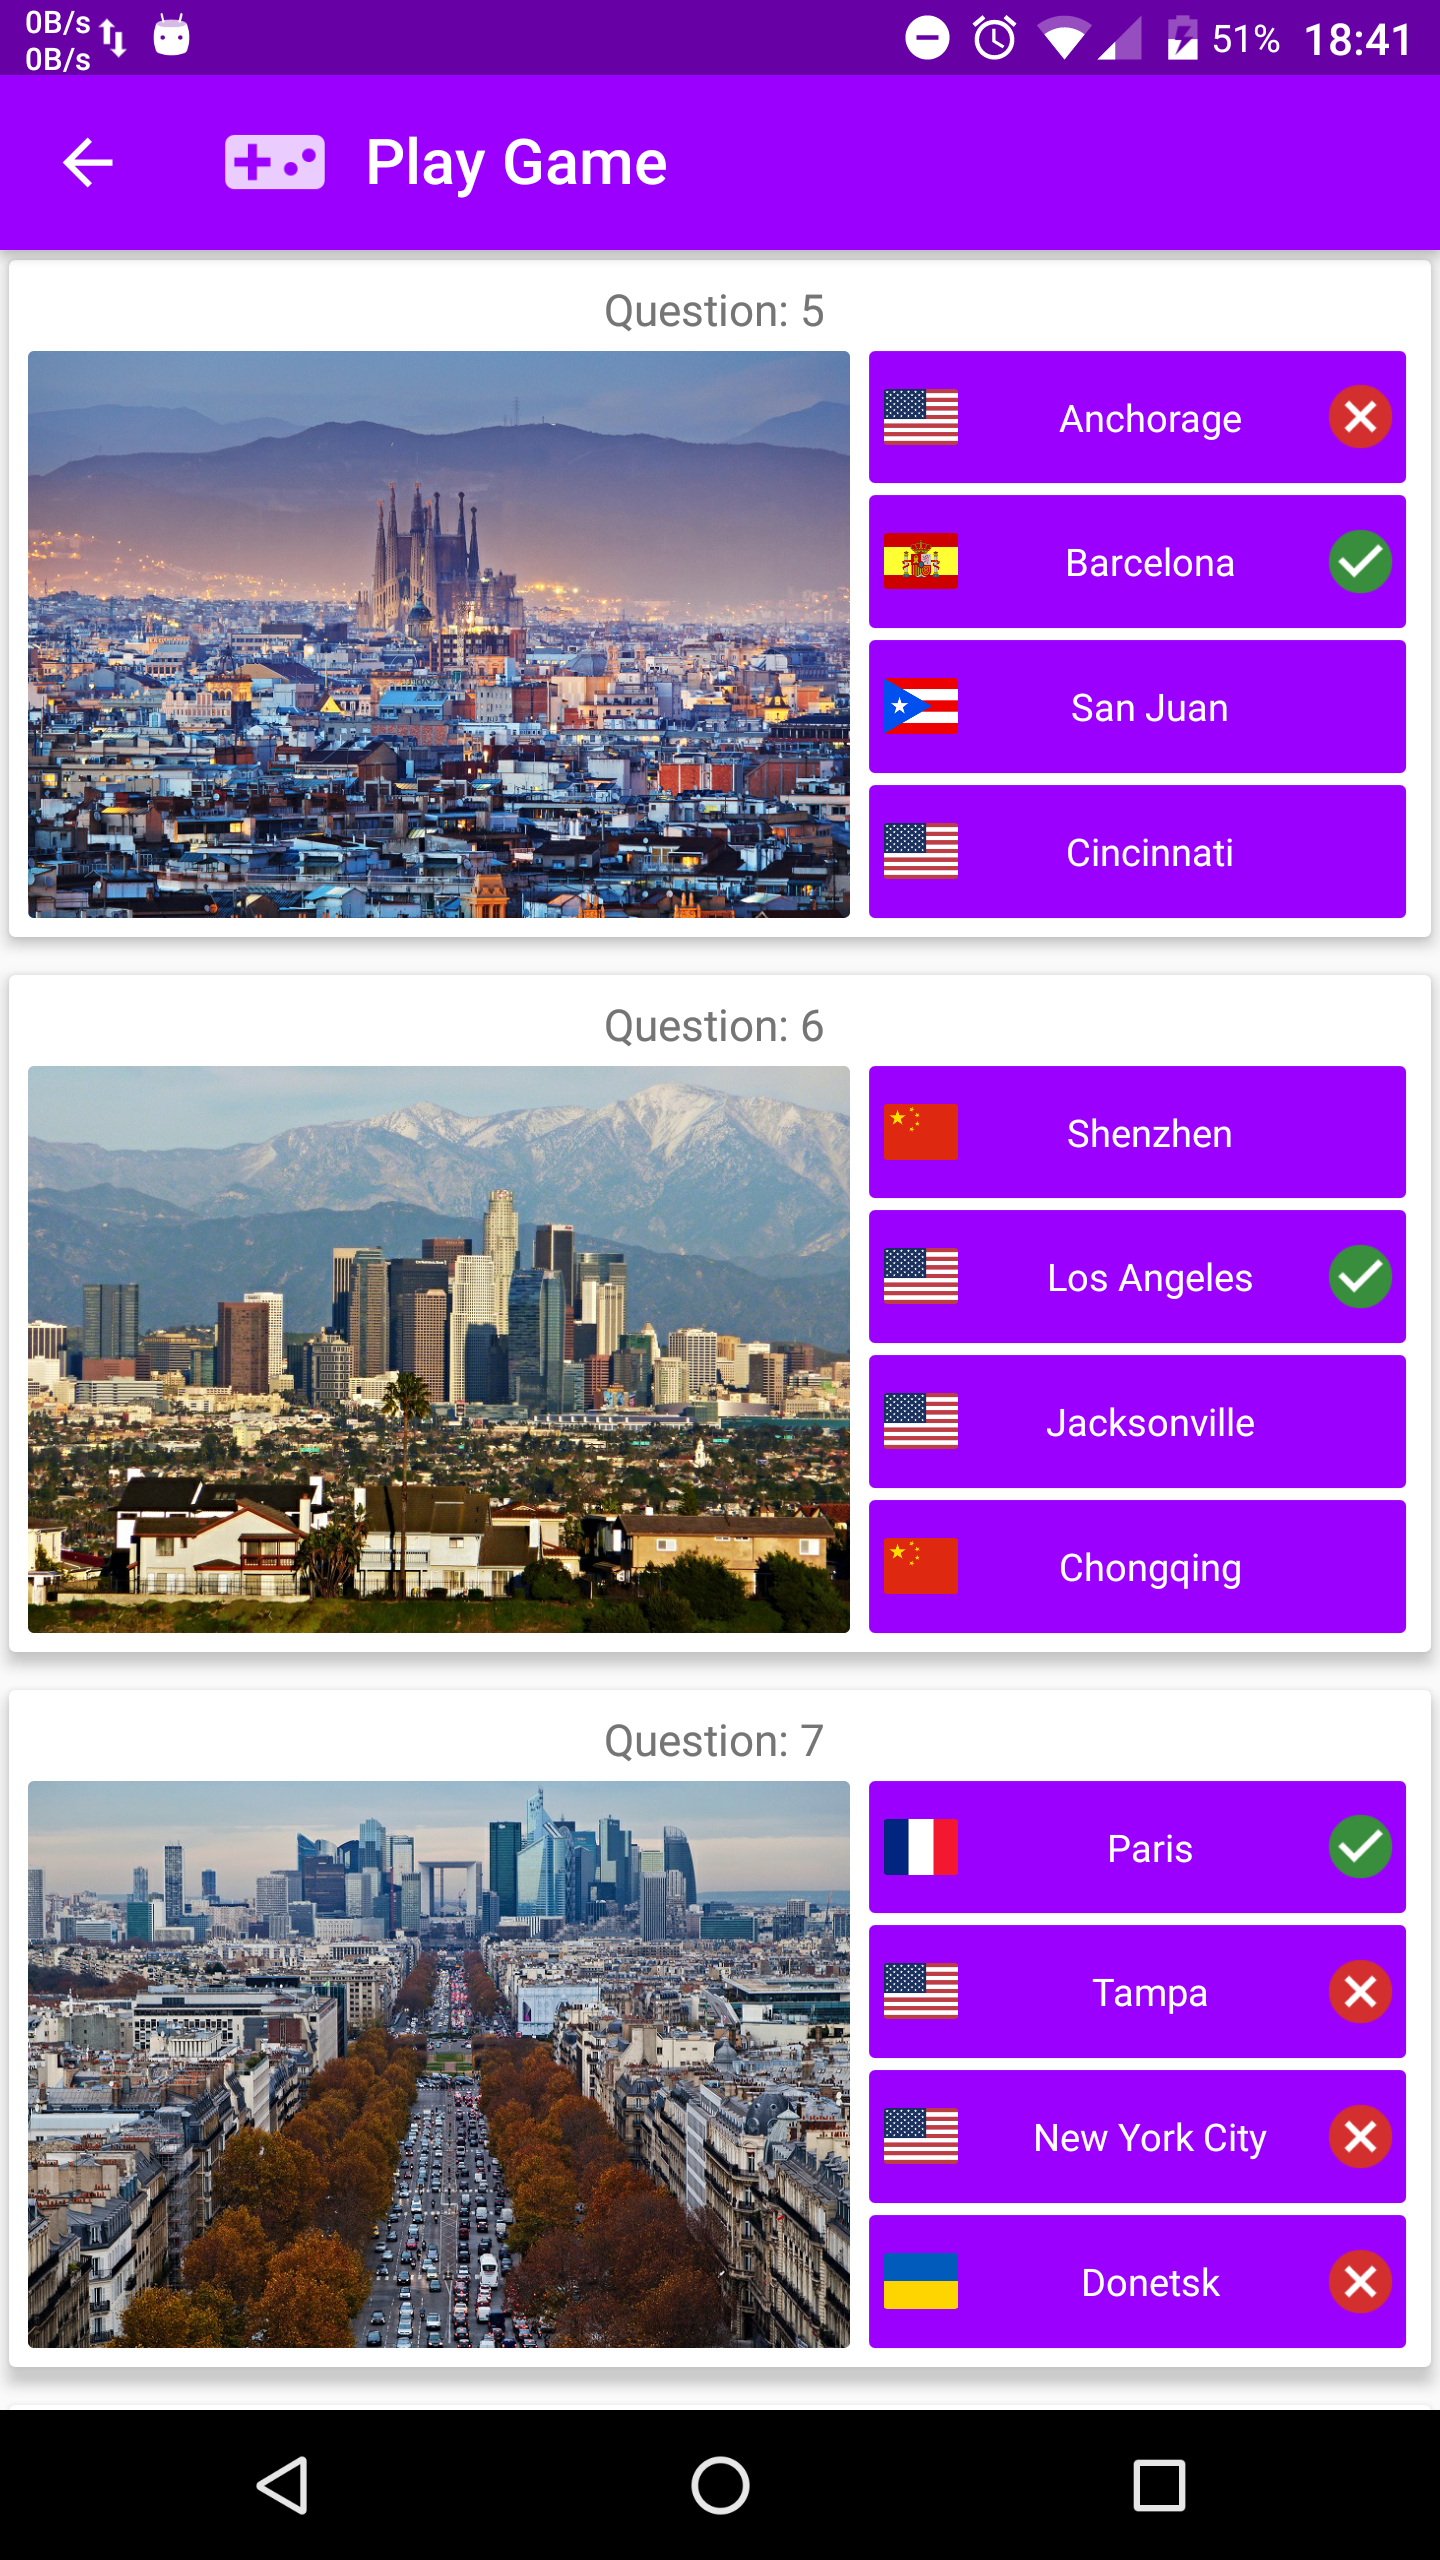 0B/s
0B/s
51% 18:41
Play Game
Question: 5
Anchorage
Barcelona
San Juan
Cincinnati
Question: 6
Shenzhen
Los Angeles
Jacksonville
Chongqing
Question: 7
Paris
Tampa
New York City
Donetsk